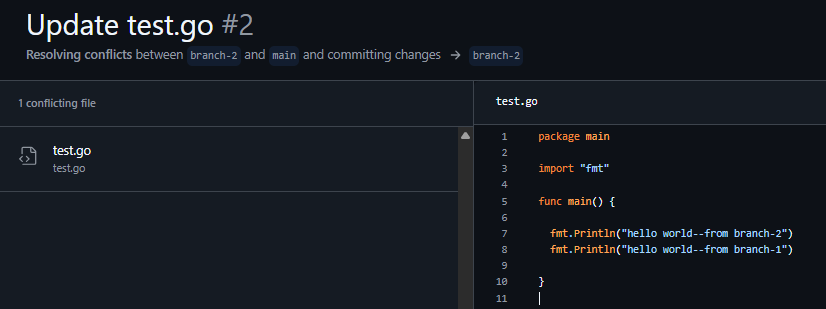 Update test.go #2
Resolving conflicts between branch-2 and main and committing changes → branch-2
1 conflicting file
test.go
test.go
test.go
1 package main
2
3 import "fmt"
4
5 func main() {
6
7   fmt.Println("hello world--from branch-2")
8   fmt.Println("hello world--from branch-1")
9
10 }
11